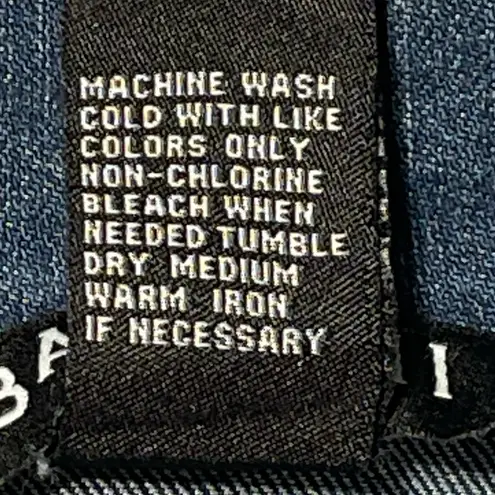 MACHINE WASH
COLD WITH LIKE
COLORS ONLY
NON-CHLORINE
BLEACH WHEN
NEEDED TUMBLE
DRY MEDIUM
WARM IRON
IF NECESSARY
BA
I